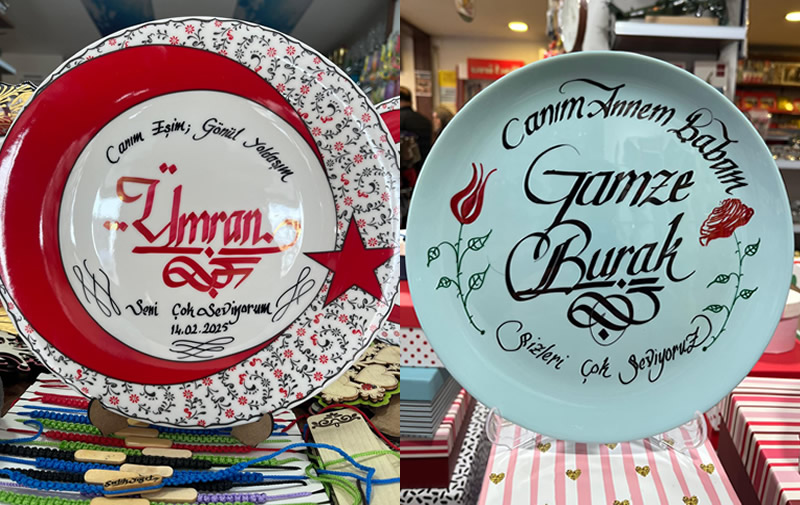 Canım Eşim; Gönül Yoldaşım
Ümran
Seni Çok Seviyorum
14.02.2025
Canım Annem Babam
Gamze
Burak
Sizleri Çok Seviyoruz